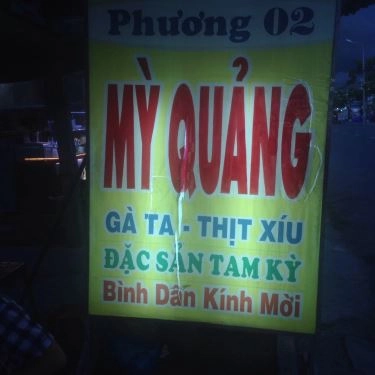 Phương 02
MỲ QUẢNG
GÀ TA - THỊT XÍU
ĐẶC SẢN TAM KỲ
Bình Dân Kính Mời